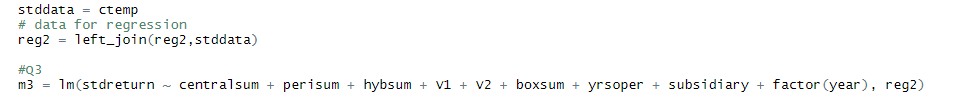 stddata = ctemp
# data for regression
reg2 = left_join(reg2,stddata)
#Q3
m3 = lm(stdreturn ~ centralsum + perisum + hybsum + V1 + V2 + boxsum + yrsoper + subsidiary + factor(year), reg2)